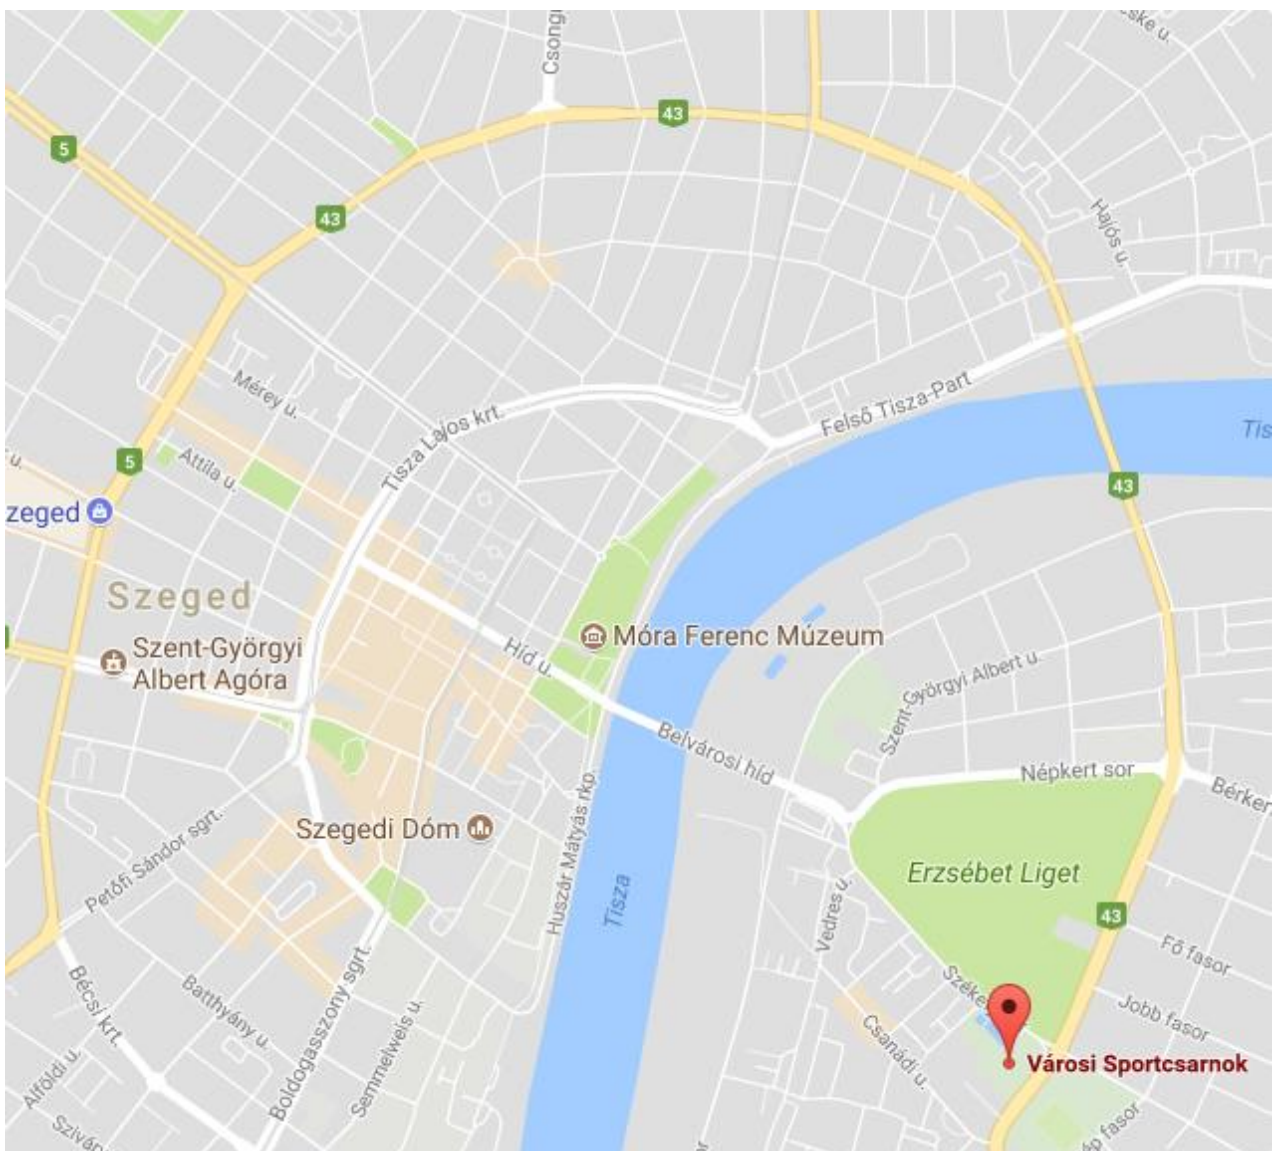 Csong
ske u.
43
5
43
Hajós u.
Mérey u.
Tisza Lajos krt.
Felső Tisza-Part
Tis
u.
5
Attila u.
43
zeged
Szeged
Szent-Györgyi
Albert Agóra
Móra Ferenc Múzeum
Híd u.
Szent-Györgyi Albert u.
Belvárosi híd
Népkert sor
Bérker
Szegedi Dóm
Petőfi Sándor sgrt.
Huszár Mátyás rkp.
Tisza
Erzsébet Liget
Vedres u.
43
Fő fasor
Széke
Jobb fasor
Bécsi krt.
Batthyány u.
Boldogasszony sgrt.
Semmelweis u.
Csanádi u.
Városi Sportcsarnok
Alföldi u.
Szivár
ép fasor